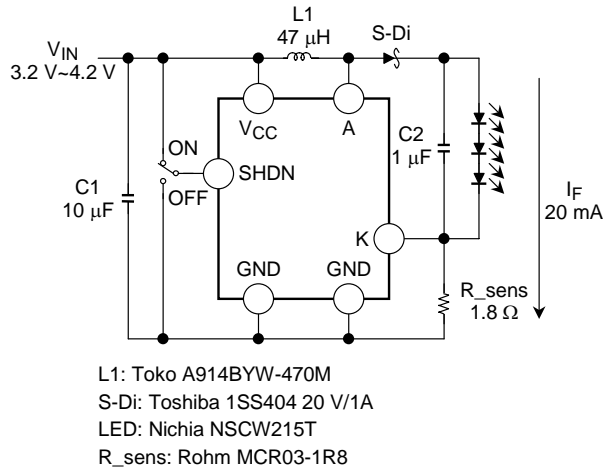 L1
47 μH
S-Di
VIN
3.2 V~4.2 V
VCC
A
C2
1 μF
ON
SHDN
OFF
C1
10 μF
IF
20 mA
K
GND
GND
R_sens
1.8 Ω
L1: Toko A914BYW-470M
S-Di: Toshiba 1SS404 20 V/1A
LED: Nichia NSCW215T
R_sens: Rohm MCR03-1R8